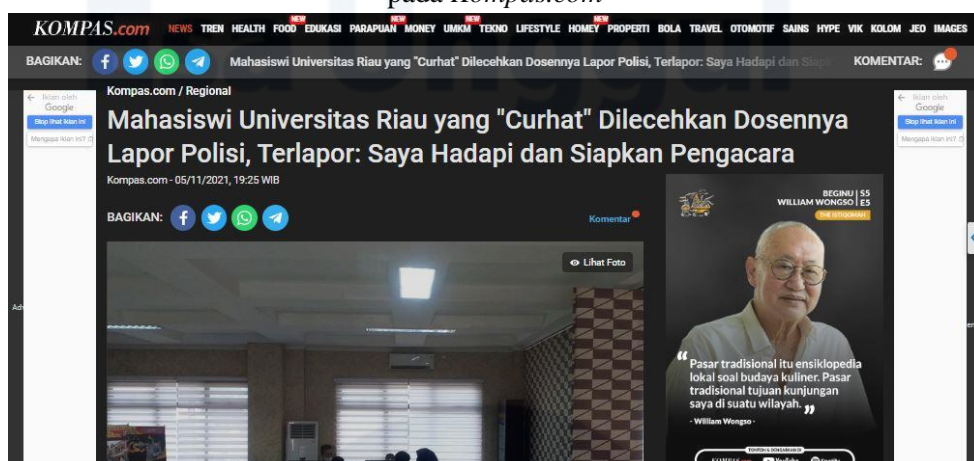 pada Kompas.com
KOMPAS.com NEWS TREN HEALTH FOOD EDUKASI PARAPUAN MONEY UMKM TEKNO LIFESTYLE HOMEY PROPERTI BOLA TRAVEL OTOMOTIF SAINS HYPE VIK KOLOM JEO IMAGES
NEW NEW NEW NEW
BAGIKAN: Mahasiswi Universitas Riau yang "Curhat" Dilecehkan Dosennya Lapor Polisi, Terlapor: Saya Hadapi dan Siap KOMENTAR:
Iklan oleh
Google
Stop lihat iklan ini
Mengapa iklan ini?
Kompas.com / Regional
Mahasiswi Universitas Riau yang "Curhat" Dilecehkan Dosennya
Lapor Polisi, Terlapor: Saya Hadapi dan Siapkan Pengacara
Kompas.com - 05/11/2021, 19:25 WIB
BAGIKAN:
Komentar
Lihat Foto
BEGINU | S5
WILLIAM WONGSO | E5
THE ISTIQOMAH
"Pasar tradisional itu ensiklopedia
lokal soal budaya kuliner. Pasar
tradisional tujuan kunjungan
saya di suatu wilayah."
- William Wongso -
KOMPAS.com YouTube Spotify
Iklan oleh
Google
Stop lihat iklan ini
Mengapa iklan ini?